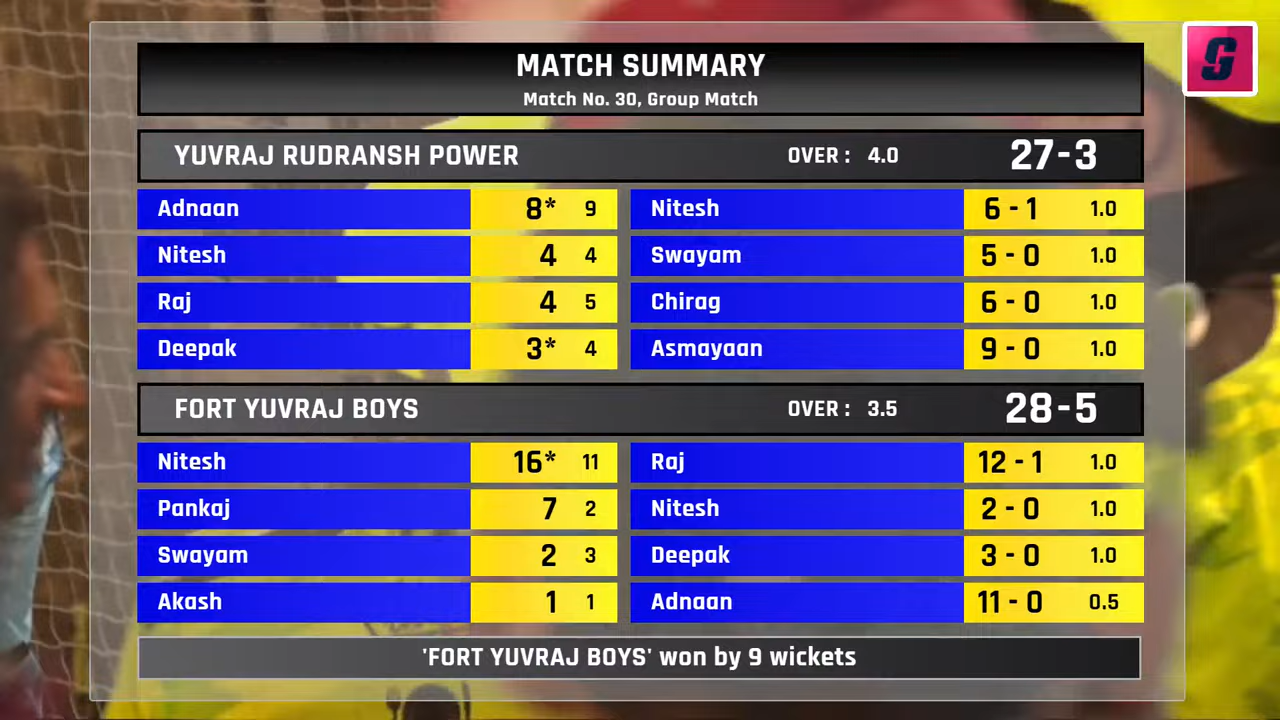 MATCH SUMMARY
Match No. 30, Group Match
YUVRAJ RUDRANSH POWER OVER : 4.0 27-3
Adnaan 8* 9 Nitesh 6 - 1 1.0
Nitesh 4 4 Swayam 5 - 0 1.0
Raj 4 5 Chirag 6 - 0 1.0
Deepak 3* 4 Asmayaan 9 - 0 1.0
FORT YUVRAJ BOYS OVER : 3.5 28-5
Nitesh 16* 11 Raj 12 - 1 1.0
Pankaj 7 2 Nitesh 2 - 0 1.0
Swayam 2 3 Deepak 3 - 0 1.0
Akash 1 1 Adnaan 11 - 0 0.5
'FORT YUVRAJ BOYS' won by 9 wickets